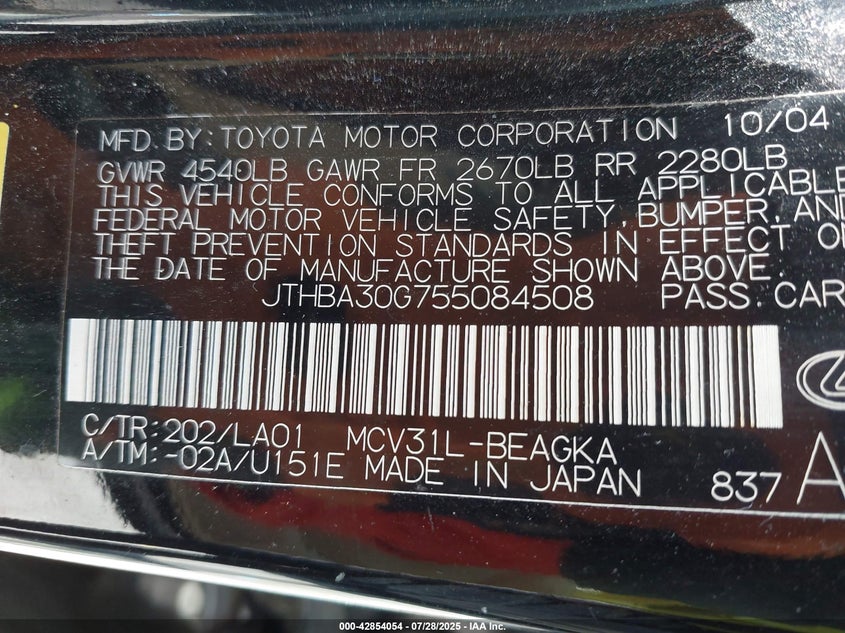 MFD.BY:TOYOTA MOTOR CORPORATION 10/04
GVWR 4540LB GAWR FR 2670LB RR 2280LB
THIS VEHICLE CONFORMS TO ALL APPLICABLE
FEDERAL MOTOR VEHICLE SAFETY, BUMPER, AND
THEFT PREVENTION STANDARDS IN EFFECT O
THE DATE OF MANUFACTURE SHOWN ABOVE.
JTHBA30G755084508 PASS.CAR
C/TR:202/LA01 MCV31L-BEAGKA
A/TM:-02A/U151E MADE IN JAPAN 837 A
000-42854054 - 07/28/2025 - IAA Inc.